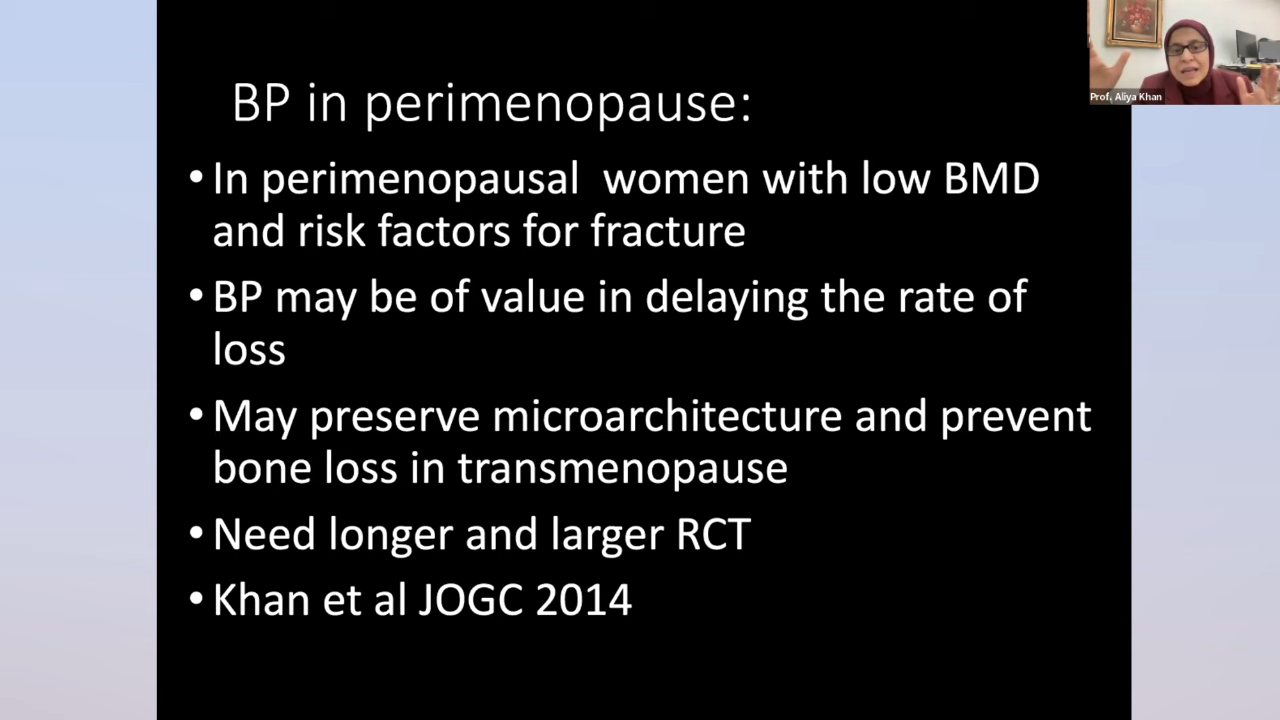 Prof. Aliya Khan
BP in perimenopause:
• In perimenopausal women with low BMD
and risk factors for fracture
• BP may be of value in delaying the rate of
loss
• May preserve microarchitecture and prevent
bone loss in transmenopause
• Need longer and larger RCT
• Khan et al JOGC 2014